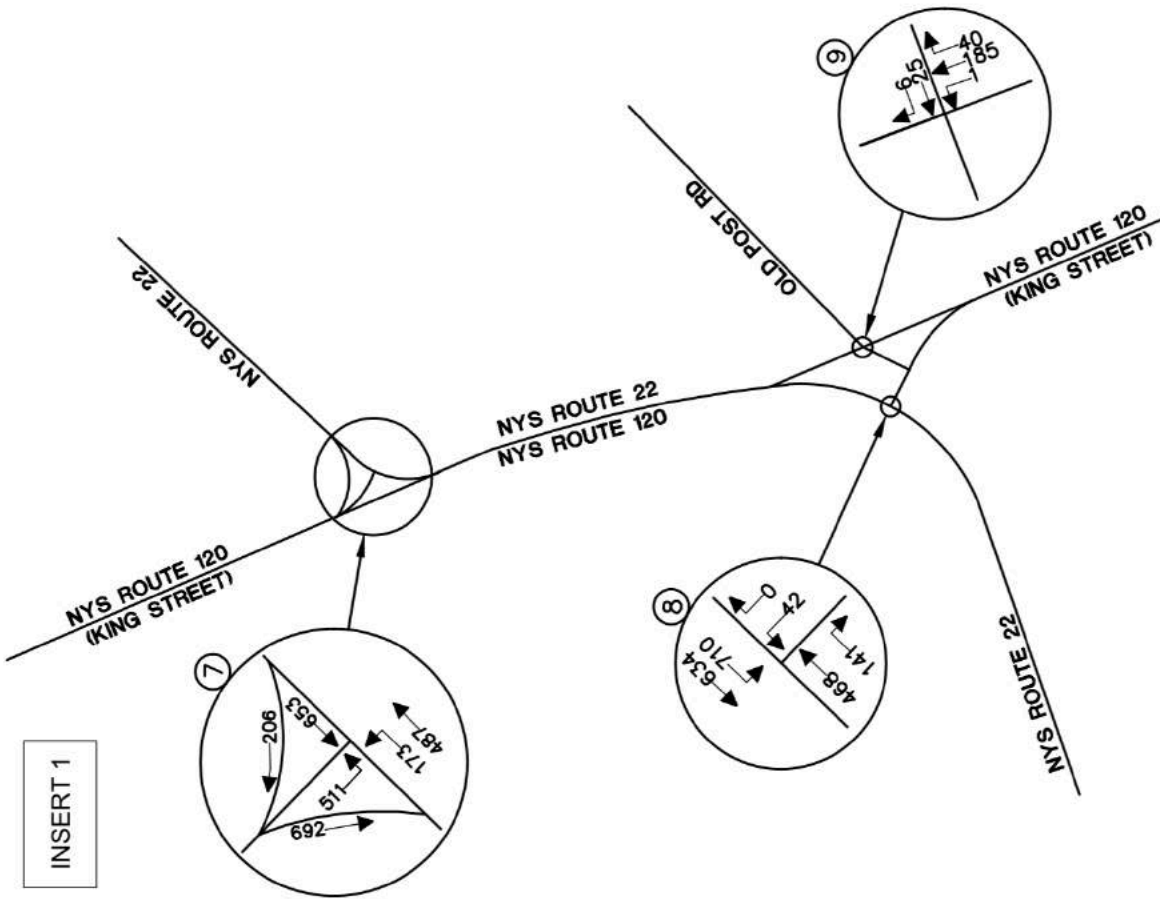 INSERT 1
NYS ROUTE 120
(KING STREET)
NYS ROUTE 22
NYS ROUTE 22
NYS ROUTE 120
OLD POST RD
NYS ROUTE 120
(KING STREET)
NYS ROUTE 22
7
206
653
511
692
173
487
8
634
710
0
42
468
141
9
6
25
40
185
1